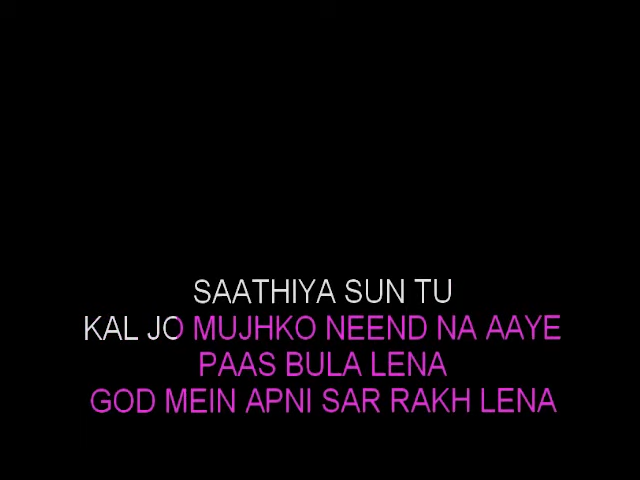 SAATHIYA SUN TU
KAL JO MUJHKO NEEND NA AAYE
PAAS BULA LENA
GOD MEIN APNI SAR RAKH LENA